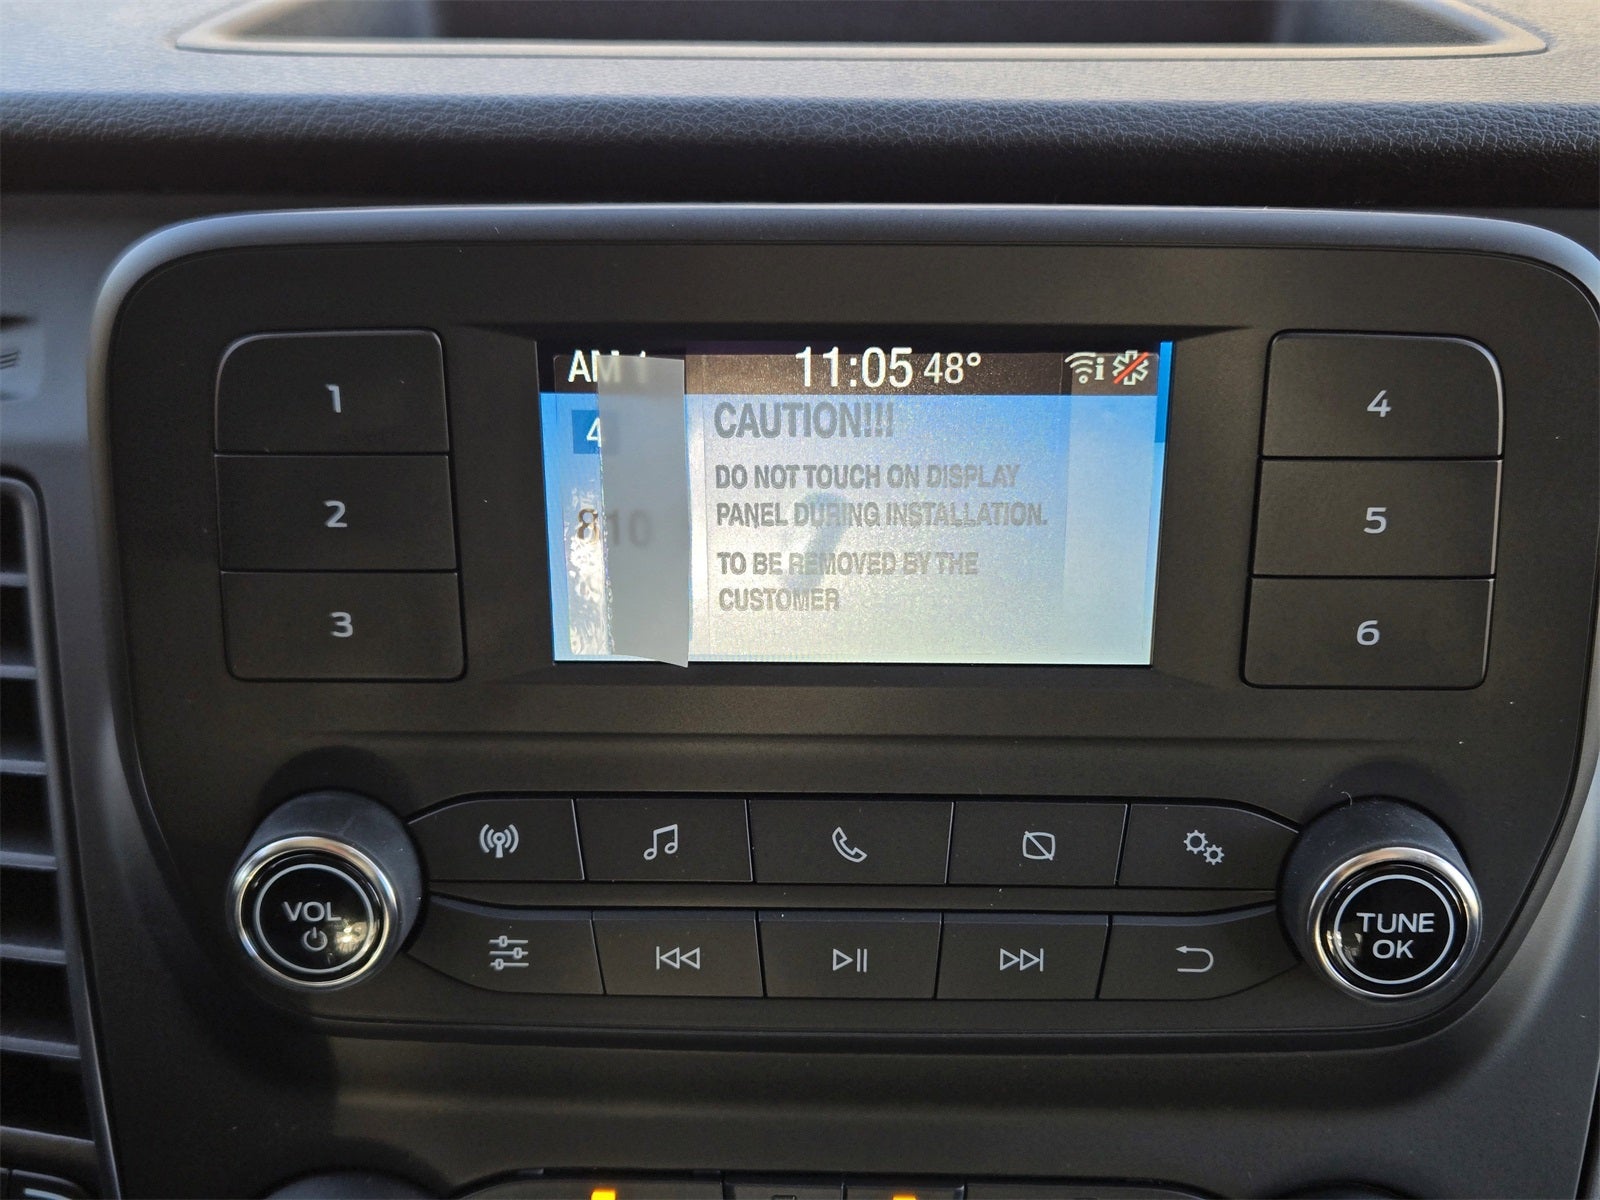 AM 1 11:05 48°
4
810
CAUTION!!!
DO NOT TOUCH ON DISPLAY
PANEL DURING INSTALLATION.
TO BE REMOVED BY THE
CUSTOMER
1
2
3
4
5
6
VOL
TUNE
OK